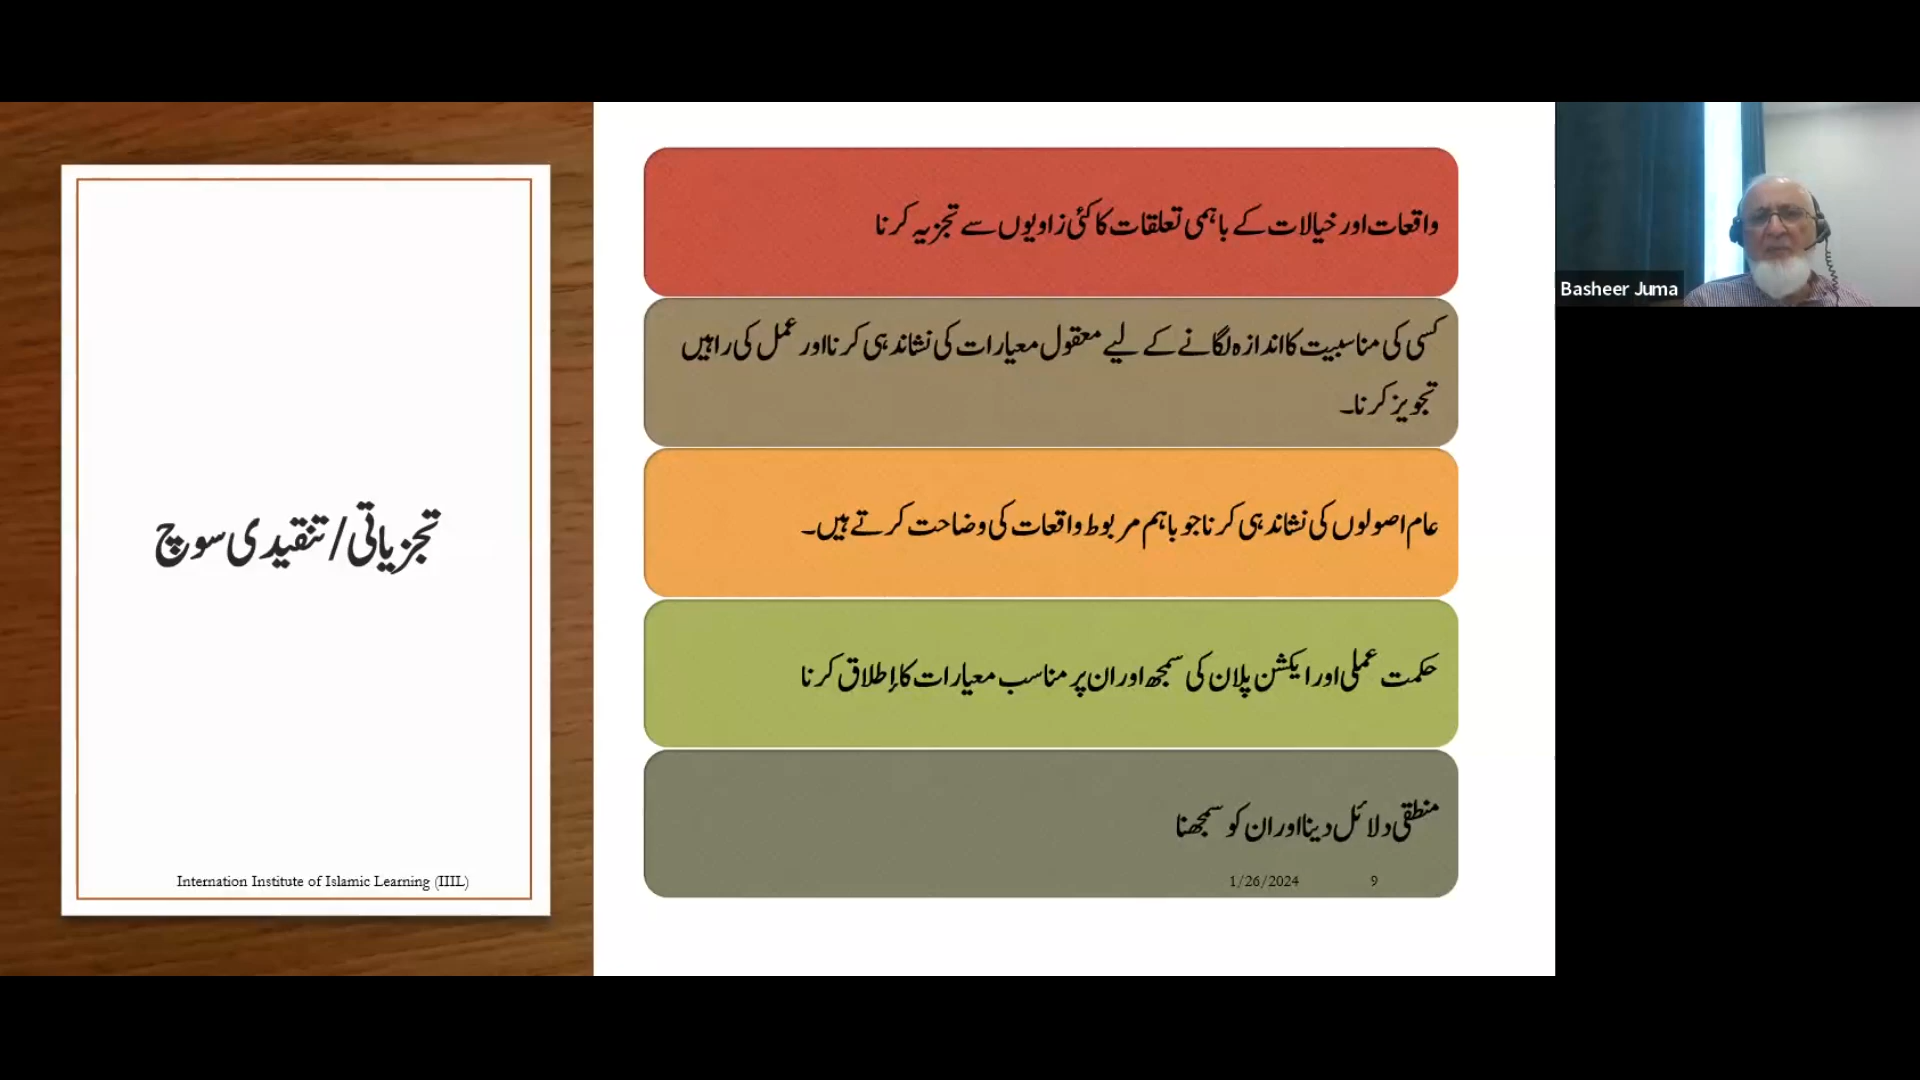 تجزیاتی/تنقیدی سوچ
Internation Institute of Islamic Learning (IIIL)
واقعات اور خیالات کے باہمی تعلقات کا کئی زاویوں سے تجزیہ کرنا
کسی کی مناسبیت کا اندازہ لگانے کے لیے معقول معیارات کی نشاندہی کرنا اور عمل کی راہیں
تجویز کرنا۔
عام اصولوں کی نشاندہی کرنا جو باہم مربوط واقعات کی وضاحت کرتے ہیں۔
حکمت عملی اور ایکشن پلان کی سمجھ اور ان پر مناسب معیارات کا إطلاق کرنا
منطقی دلائل دینا اور ان کو سمجھنا
1/26/2024 9
Basheer Juma